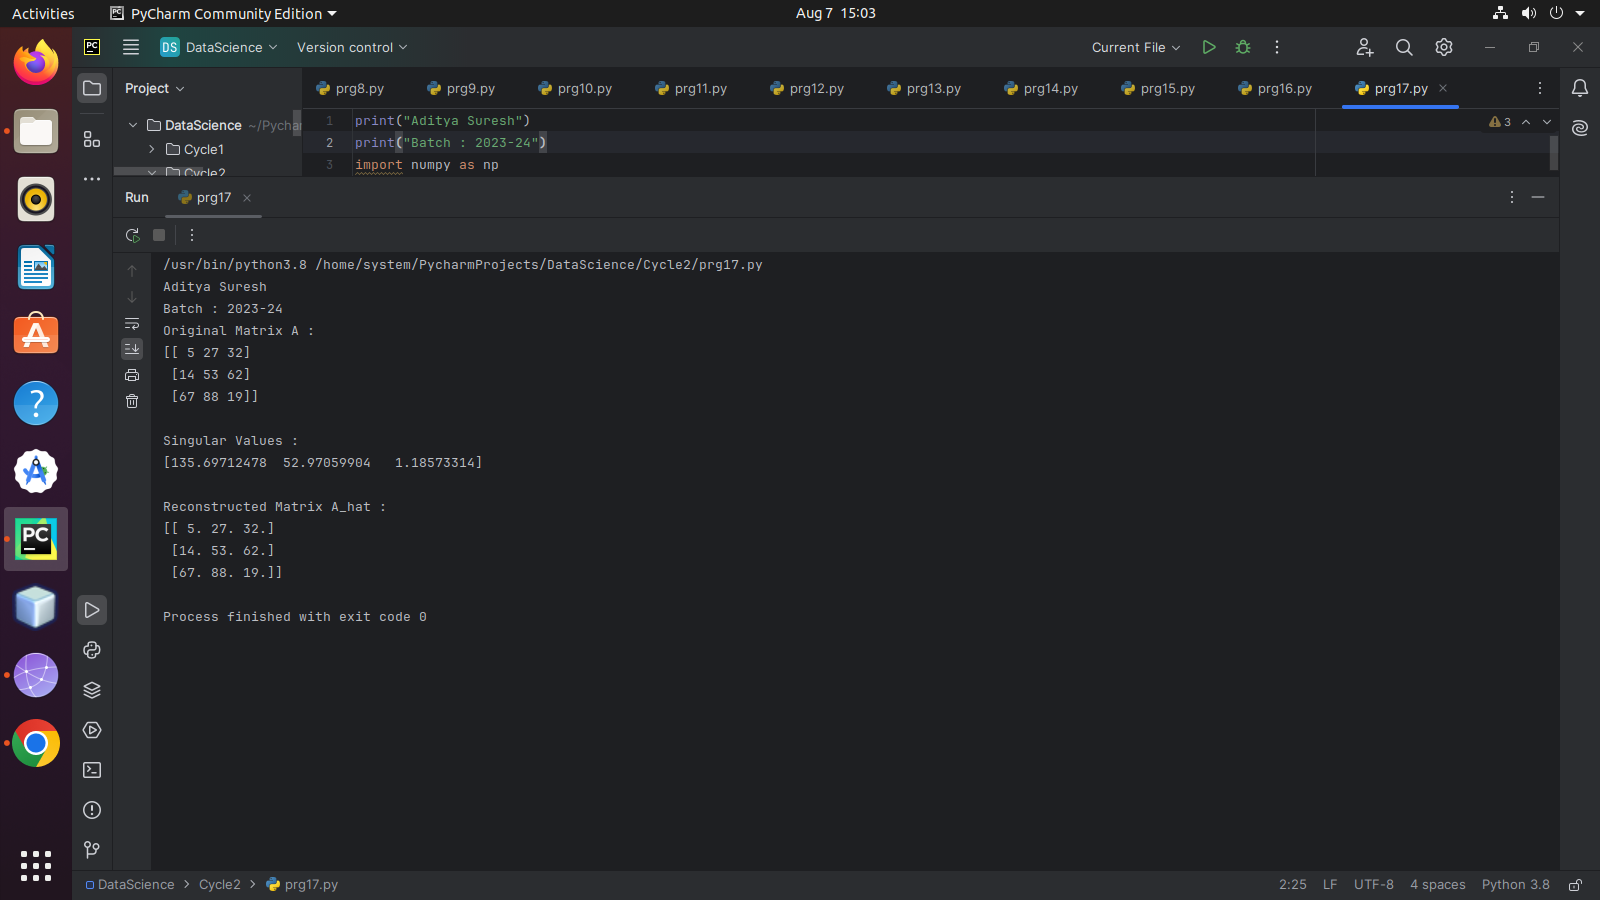 Activities PyCharm Community Edition Aug 7 15:03
PC DS DataScience Version control Current File
Project prg8.py prg9.py prg10.py prg11.py prg12.py prg13.py prg14.py prg15.py prg16.py prg17.py
DataScience ~/Pychar 1 print("Aditya Suresh") 3
Cycle1 2 print("Batch : 2023-24")
Cycle2 3 import numpy as np
Run prg17
/usr/bin/python3.8 /home/system/PycharmProjects/DataScience/Cycle2/prg17.py
Aditya Suresh
Batch : 2023-24
Original Matrix A :
[[ 5 27 32]
[14 53 62]
[67 88 19]]
Singular Values :
[135.69712478 52.97059904 1.18573314]
Reconstructed Matrix A_hat :
[[ 5. 27. 32.]
[14. 53. 62.]
[67. 88. 19.]]
Process finished with exit code 0
PC
DataScience Cycle2 prg17.py 2:25 LF UTF-8 4 spaces Python 3.8